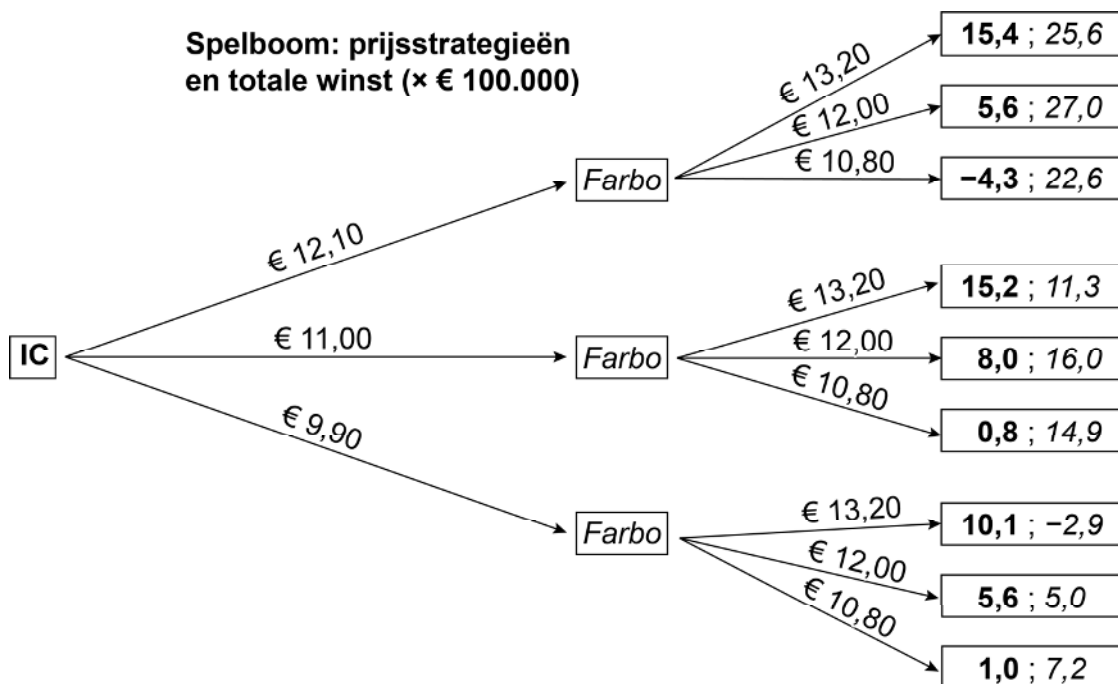 Spelboom: prijsstrategieën
en totale winst (× € 100.000)
€ 13,20
15,4 ; 25,6
€ 12,00
5,6 ; 27,0
€ 10,80
−4,3 ; 22,6
Farbo
€ 12,10
€ 13,20
15,2 ; 11,3
IC
€ 11,00
Farbo
€ 12,00
8,0 ; 16,0
€ 10,80
0,8 ; 14,9
€ 9,90
Farbo
€ 13,20
10,1 ; −2,9
€ 12,00
5,6 ; 5,0
€ 10,80
1,0 ; 7,2